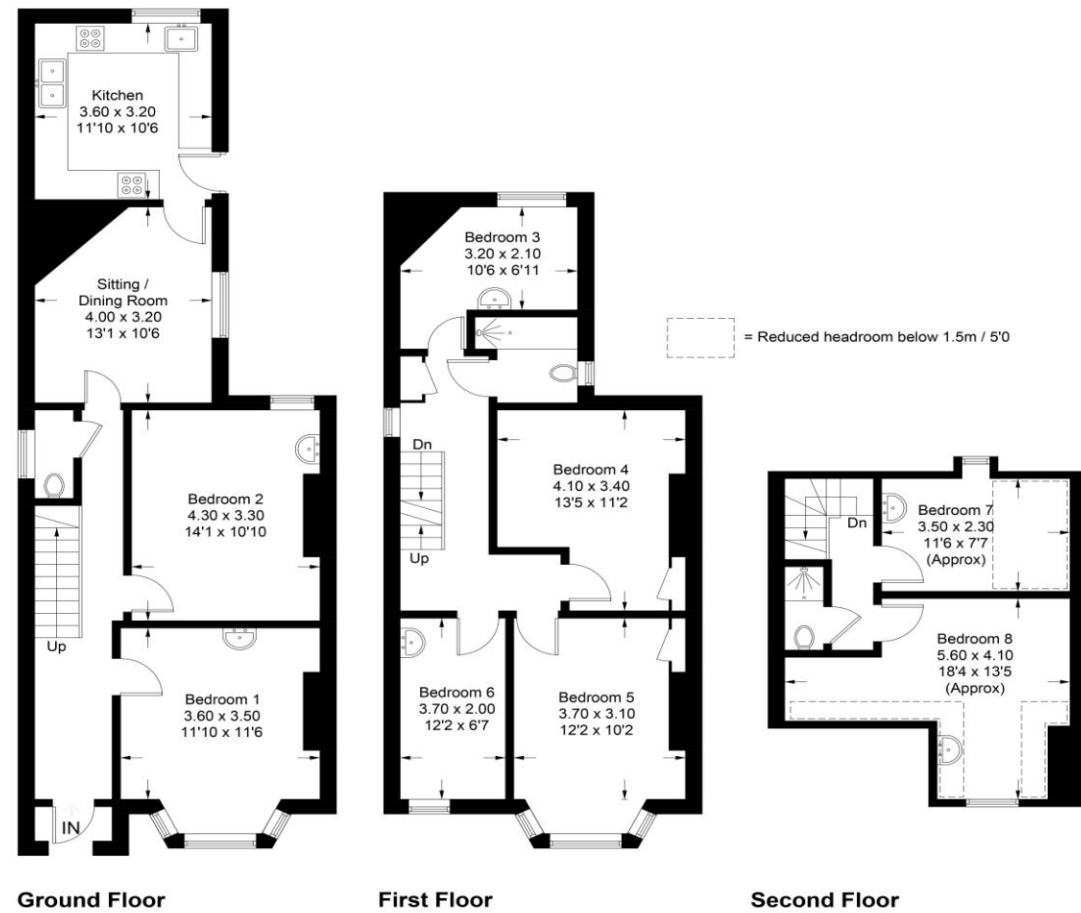 Kitchen
3.60 x 3.20
11'10 x 10'6
Sitting /
Dining Room
4.00 x 3.20
13'1 x 10'6
Bedroom 2
4.30 x 3.30
14'1 x 10'10
Up
Bedroom 1
3.60 x 3.50
11'10 x 11'6
IN
Ground Floor
Bedroom 3
3.20 x 2.10
10'6 x 6'11
Dn
Bedroom 4
4.10 x 3.40
13'5 x 11'2
Up
Bedroom 6
3.70 x 2.00
12'2 x 6'7
Bedroom 5
3.70 x 3.10
12'2 x 10'2
First Floor
= Reduced headroom below 1.5m / 5'0
Dn
Bedroom 7
3.50 x 2.30
11'6 x 7'7
(Approx)
Bedroom 8
5.60 x 4.10
18'4 x 13'5
(Approx)
Second Floor